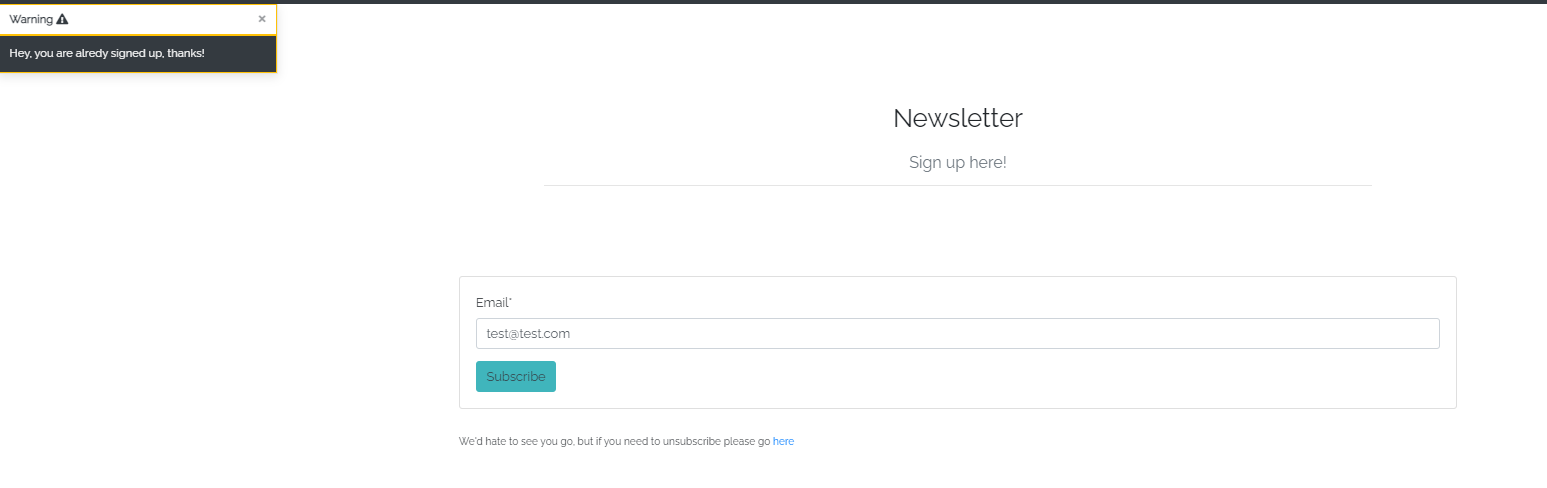 Warning
Hey, you are alredy signed up, thanks!
Newsletter
Sign up here!
Email*
test@test.com
Subscribe
We'd hate to see you go, but if you need to unsubscribe please go here